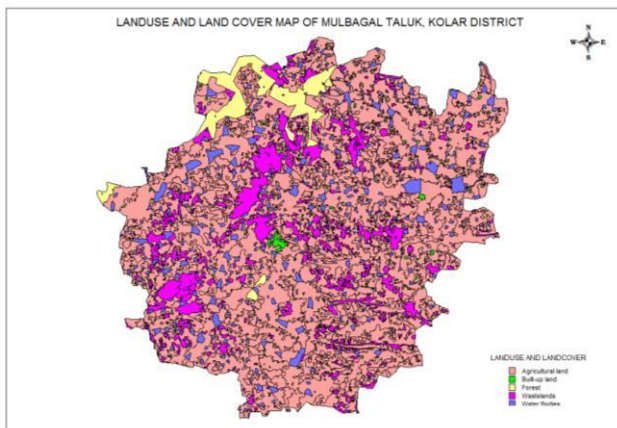 LANDUSE AND LAND COVER MAP OF MULBAGAL TALUK, KOLAR DISTRICT
N
W E
S
LANDUSE AND LANDCOVER
Agricultural land
Built-up land
Forest
Wastelands
Water Bodies